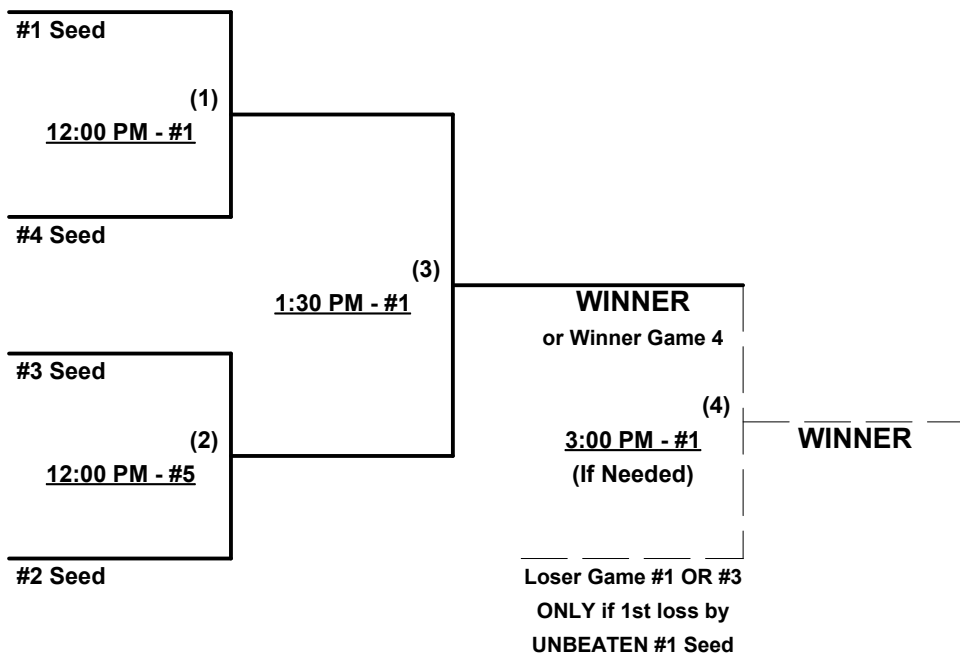 #1 Seed
(1)
12:00 PM - #1
#4 Seed
(3)
1:30 PM - #1
#3 Seed
(2)
12:00 PM - #5
#2 Seed
WINNER
or Winner Game 4
(4)
3:00 PM - #1
(If Needed)
WINNER
Loser Game #1 OR #3
ONLY if 1st loss by
UNBEATEN #1 Seed